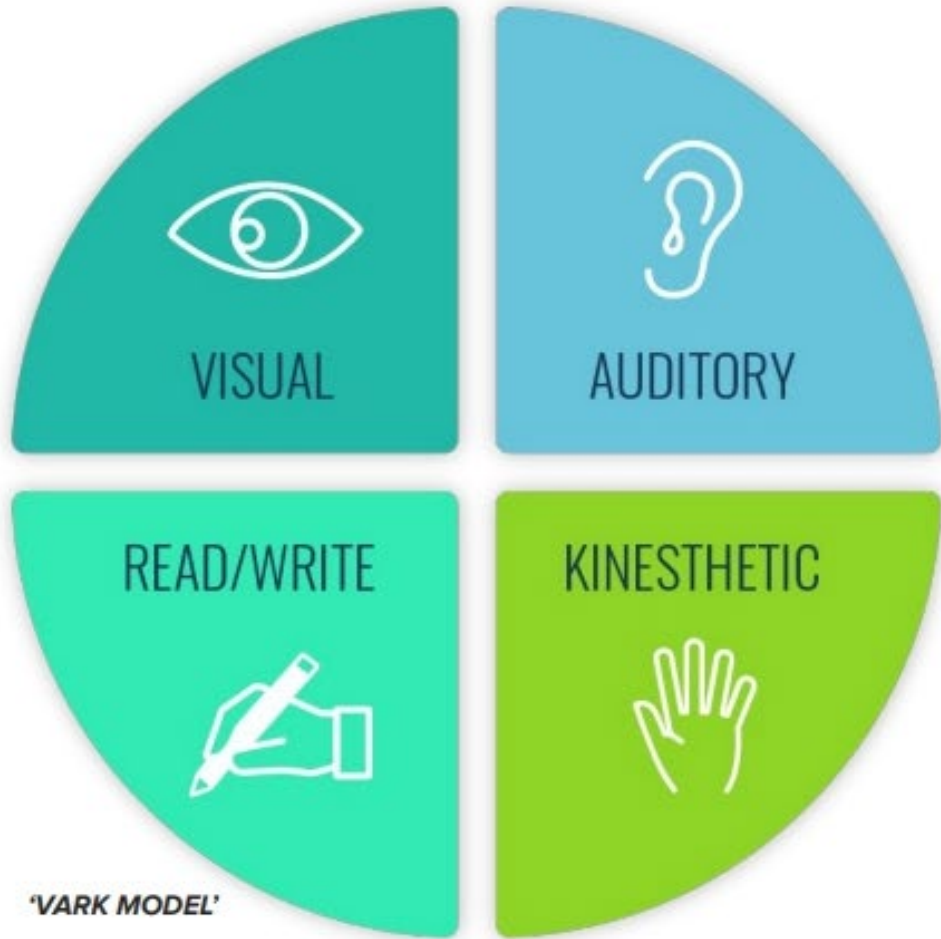 VISUAL
AUDITORY
READ/WRITE
KINESTHETIC
‘VARK MODEL’